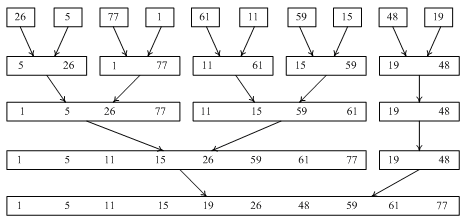 26 5 77 1 61 11 59 15 48 19
5 26 1 77 11 61 15 59 19 48
1 5 26 77 11 15 59 61 19 48
1 5 11 15 26 59 61 77 19 48
1 5 11 15 19 26 48 59 61 77